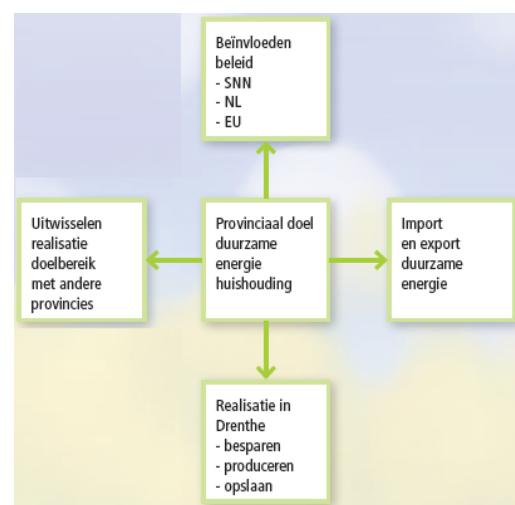 Beïnvloeden
beleid
- SNN
- NL
- EU
Uitwisselen
realisatie
doelbereik
met andere
provincies
Provinciaal doel
duurzame
energie
huishouding
Import
en export
duurzame
energie
Realisatie in
Drenthe
- besparen
- produceren
- opslaan